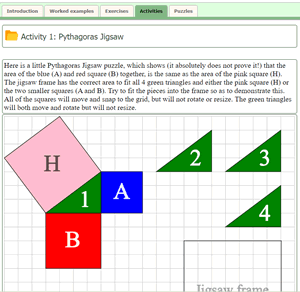 Introduction Worked examples Exercises Activities Puzzles
Activity 1: Pythagoras Jigsaw
Here is a little Pythagoras Jigsaw puzzle, which shows (it absolutely does not prove it!) that the
area of the blue (A) and red square (B) together, is the same as the area of the pink square (H).
The jigsaw frame has the correct area to fit all 4 green triangles and either the pink square (H) or
the two smaller squares (A and B). Try to fit the pieces into the frame so as to demonstrate this.
All of the squares will move and snap to the grid, but will not rotate or resize. The green triangles
will both move and rotate but will not resize.
H
1
A
B
2
3
4
Jigsaw frame